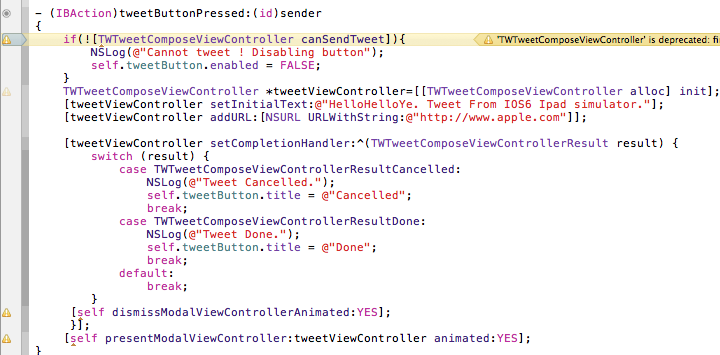 - (IBAction)tweetButtonPressed:(id)sender
{
if(![TWTweetComposeViewController canSendTweet]){
'TWTweetComposeViewController' is deprecated: fi
NSLog(@"Cannot tweet ! Disabling button");
self.tweetButton.enabled = FALSE;
}
TWTweetComposeViewController *tweetViewController=[[TWTweetComposeViewController alloc] init];
[tweetViewController setInitialText:@"HelloHelloYe. Tweet From IOS6 Ipad simulator."];
[tweetViewController addURL:[NSURL URLWithString:@"http://www.apple.com"]];
[tweetViewController setCompletionHandler:^(TWTweetComposeViewControllerResult result) {
switch (result) {
case TWTweetComposeViewControllerResultCancelled:
NSLog(@"Tweet Cancelled.");
self.tweetButton.title = @"Cancelled";
break;
case TWTweetComposeViewControllerResultDone:
NSLog(@"Tweet Done.");
self.tweetButton.title = @"Done";
break;
default:
break;
}
[self dismissModalViewControllerAnimated:YES];
}];
[self presentModalViewController:tweetViewController animated:YES];
}